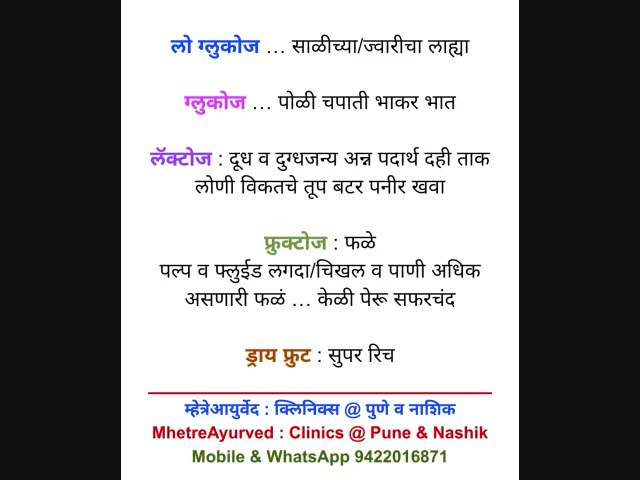 लो ग्लुकोज ... साळीच्या/ज्वारीचा लाह्या
ग्लुकोज ... पोळी चपाती भाकर भात
लॅक्टोज : दूध व दुग्धजन्य अन्न पदार्थ दही ताक
लोणी विकतचे तूप बटर पनीर खवा
फ्रुक्टोज : फळे
पल्प व फ्लुईड लगदा/चिखल व पाणी अधिक
असणारी फळं ... केळी पेरू सफरचंद
ड्राय फ्रुट : सुपर रिच
म्हेत्रेआयुर्वेद : क्लिनिक्स @ पुणे व नाशिक
MhetreAyurved : Clinics @ Pune & Nashik
Mobile & WhatsApp 9422016871